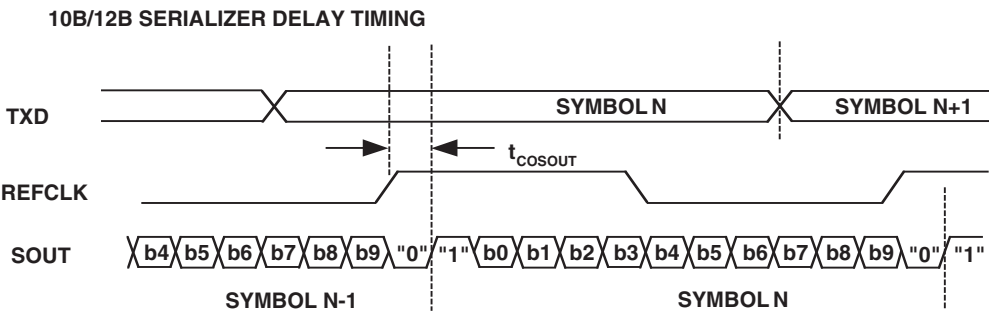 10B/12B SERIALIZER DELAY TIMING
TXD SYMBOL N SYMBOL N+1
tCOSOUT
REFCLK
SOUT b4 b5 b6 b7 b8 b9 "0" "1" b0 b1 b2 b3 b4 b5 b6 b7 b8 b9 "0" "1"
SYMBOL N-1 SYMBOL N